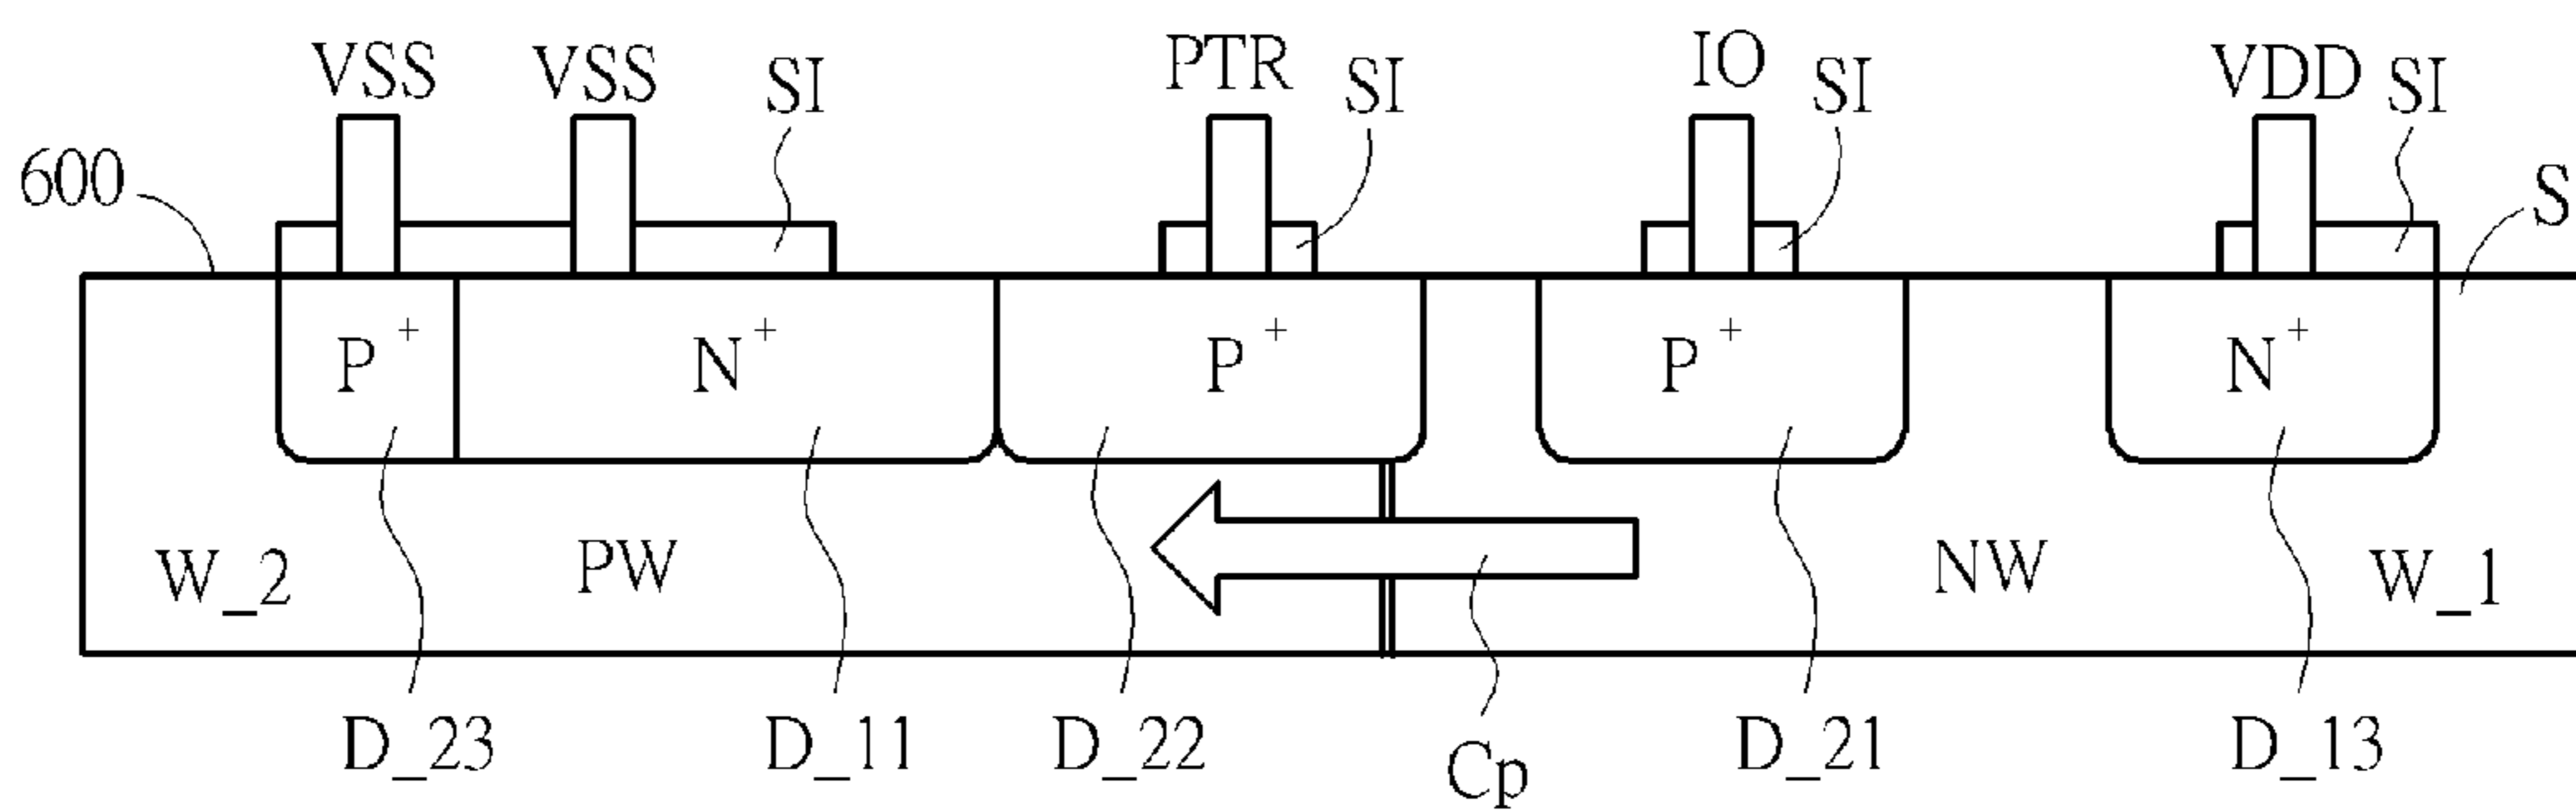 VSS VSS SI PTR SI IO SI VDD SI
600 S
P+ N+ P+ P+ N+
W_2 PW NW W_1
D_23 D_11 D_22 Cp D_21 D_13